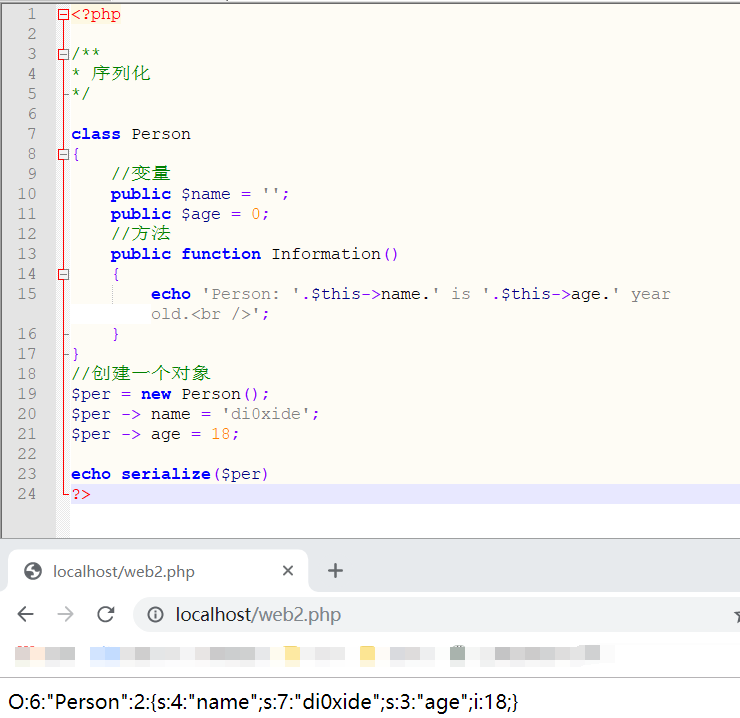 1 <?php
2
3 /**
4 * 序列化
5 */
6
7 class Person
8 {
9 //变量
10 public $name = '';
11 public $age = 0;
12 //方法
13 public function Information()
14 {
15 echo 'Person: '.$this->name.' is '.$this->age.' year
old.<br />';
16 }
17 }
18 //创建一个对象
19 $per = new Person();
20 $per -> name = 'di0xide';
21 $per -> age = 18;
22
23 echo serialize($per)
24 ?>
localhost/web2.php
localhost/web2.php
O:6:"Person":2:{s:4:"name";s:7:"di0xide";s:3:"age";i:18;}